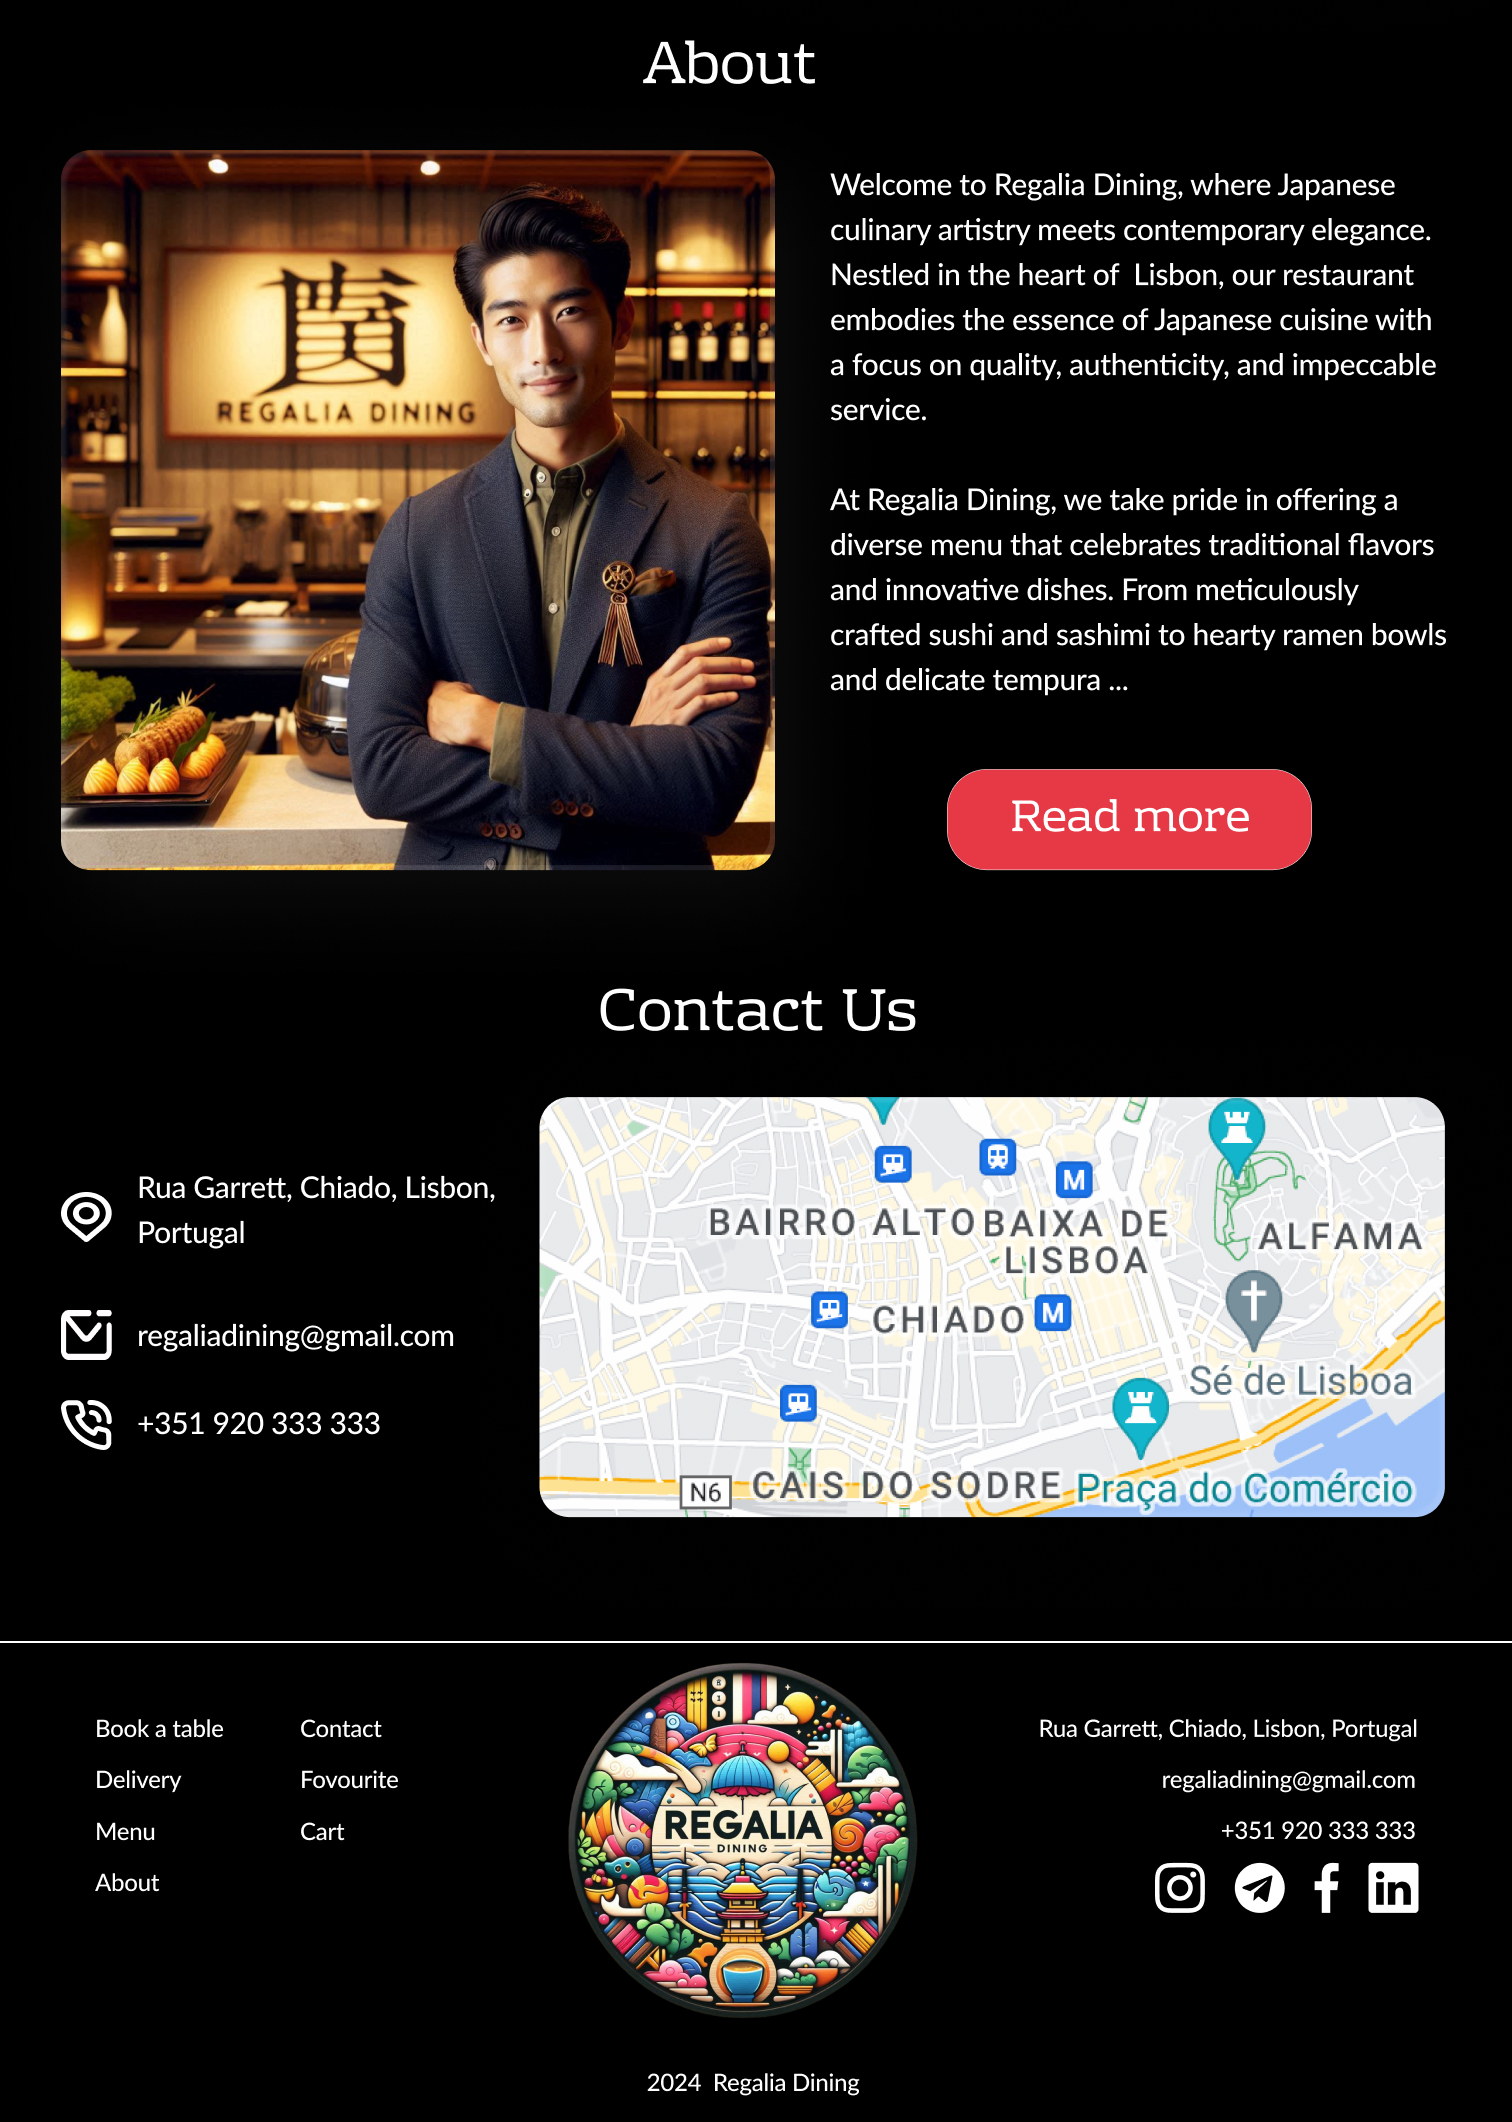 About
REGALIA DINING
Welcome to Regalia Dining, where Japanese
culinary artistry meets contemporary elegance.
Nestled in the heart of  Lisbon, our restaurant
embodies the essence of Japanese cuisine with
a focus on quality, authenticity, and impeccable
service.
At Regalia Dining, we take pride in offering a
diverse menu that celebrates traditional flavors
and innovative dishes. From meticulously
crafted sushi and sashimi to hearty ramen bowls
and delicate tempura ...
Read more
Contact Us
Rua Garrett, Chiado, Lisbon,
Portugal
regaliadining@gmail.com
+351 920 333 333
M
BAIRRO ALTO
BAIXA DE
LISBOA
ALFAMA
CHIADO
M
Sé de Lisboa
N6
CAIS DO SODRE
Praça do Comércio
Book a table
Delivery
Menu
About
Contact
Fovourite
Cart
REGALIA
DINING
Rua Garrett, Chiado, Lisbon, Portugal
regaliadining@gmail.com
+351 920 333 333
2024  Regalia Dining